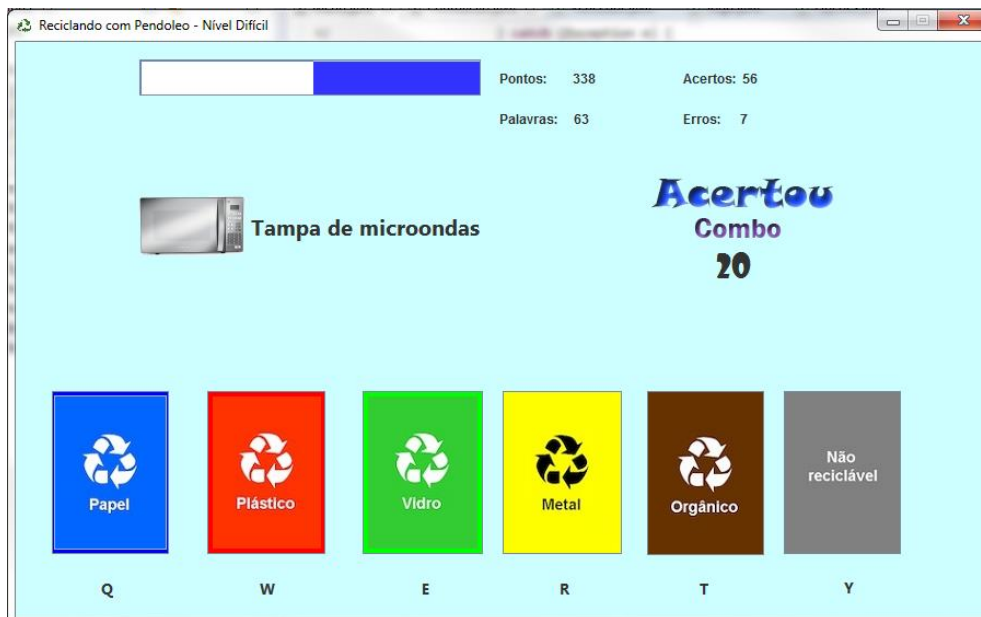 Reciclando com Pendoleo - Nível Difícil
Pontos: 338 Acertos: 56
Palavras: 63 Erros: 7
Acertou
Combo
20
Tampa de microondas
Papel
Plástico
Vidro
Metal
Orgânico
Não
reciclável
Q W E R T Y